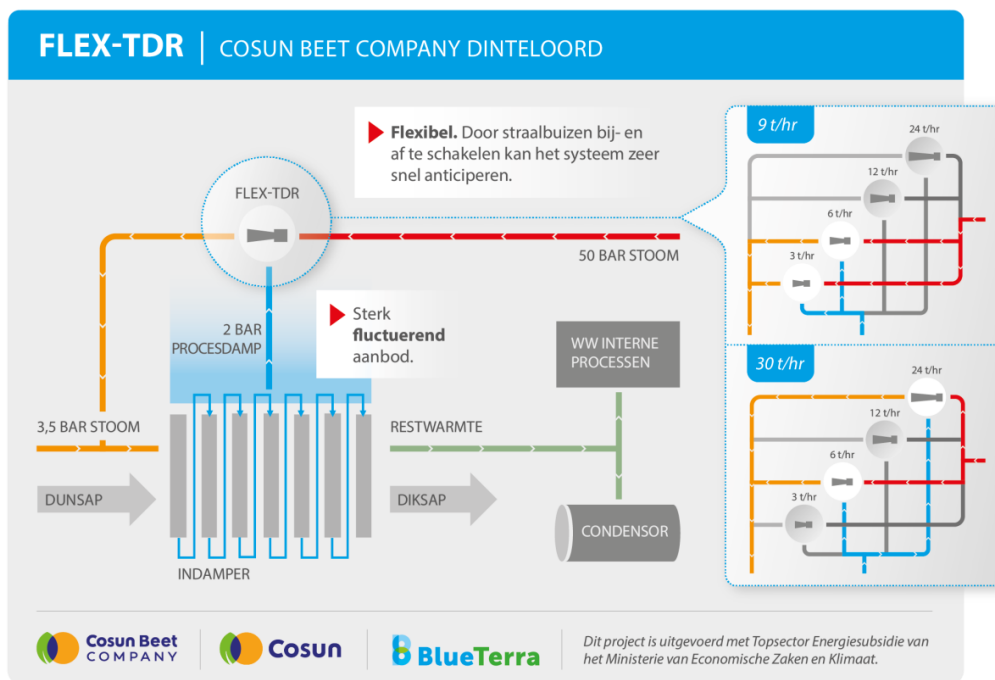 FLEX-TDR | COSUN BEET COMPANY DINTELOORD
Flexibel. Door straalbuizen bij- en
af te schakelen kan het systeem zeer
snel anticiperen.
FLEX-TDR
50 BAR STOOM
2 BAR
PROCESDAMP
Sterk
fluctuerend
aanbod.
WW INTERNE
PROCESSEN
3,5 BAR STOOM
RESTWARMTE
DUNSAP
DIKSAP
CONDENSOR
INDAMPER
9 t/hr
24 t/hr
12 t/hr
6 t/hr
3 t/hr
30 t/hr
24 t/hr
12 t/hr
6 t/hr
3 t/hr
Cosun Beet
COMPANY
Cosun
BlueTerra
Dit project is uitgevoerd met Topsector Energiesubsidie van
het Ministerie van Economische Zaken en Klimaat.